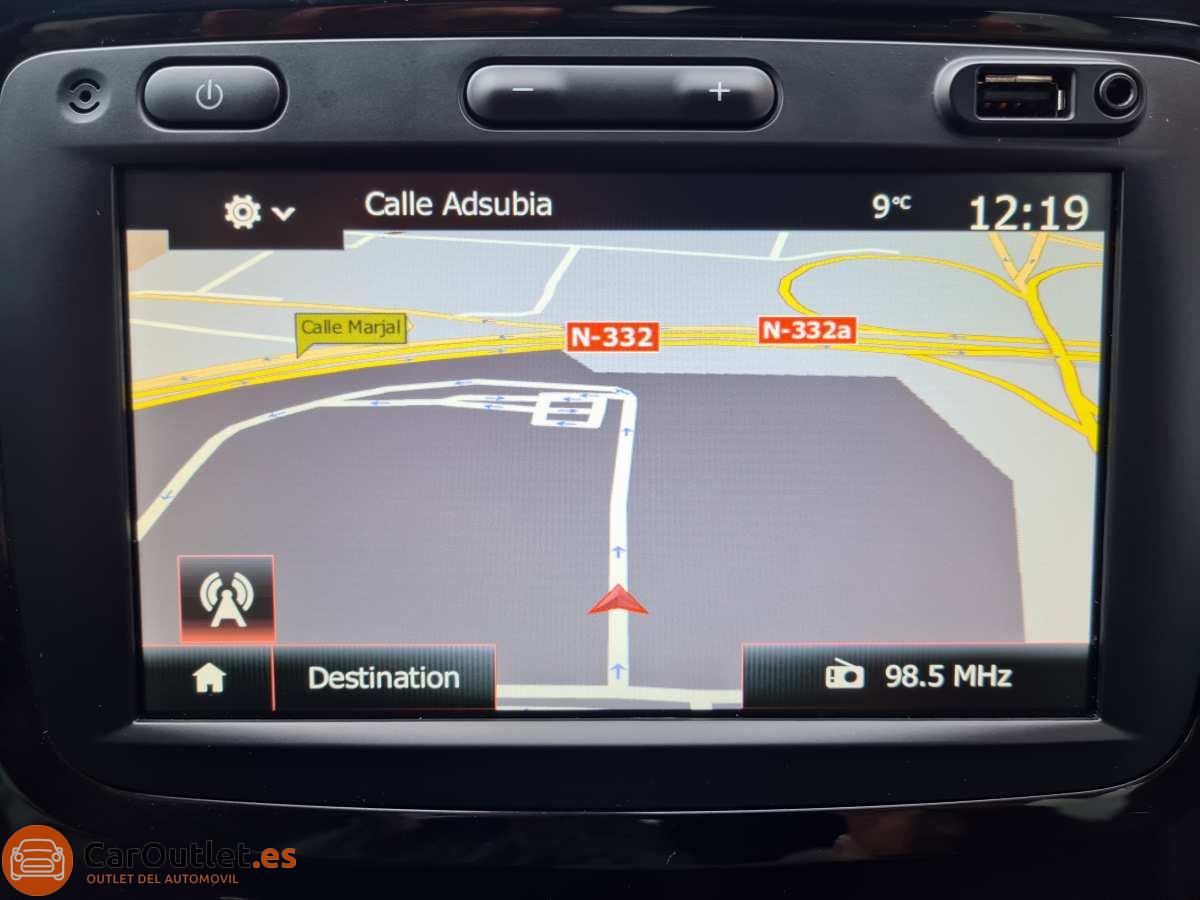 Calle Adsubia
9°C
12:19
Calle Marjal
N-332
N-332a
Destination
98.5 MHz
CarOutlet.es
OUTLET DEL AUTOMOVIL